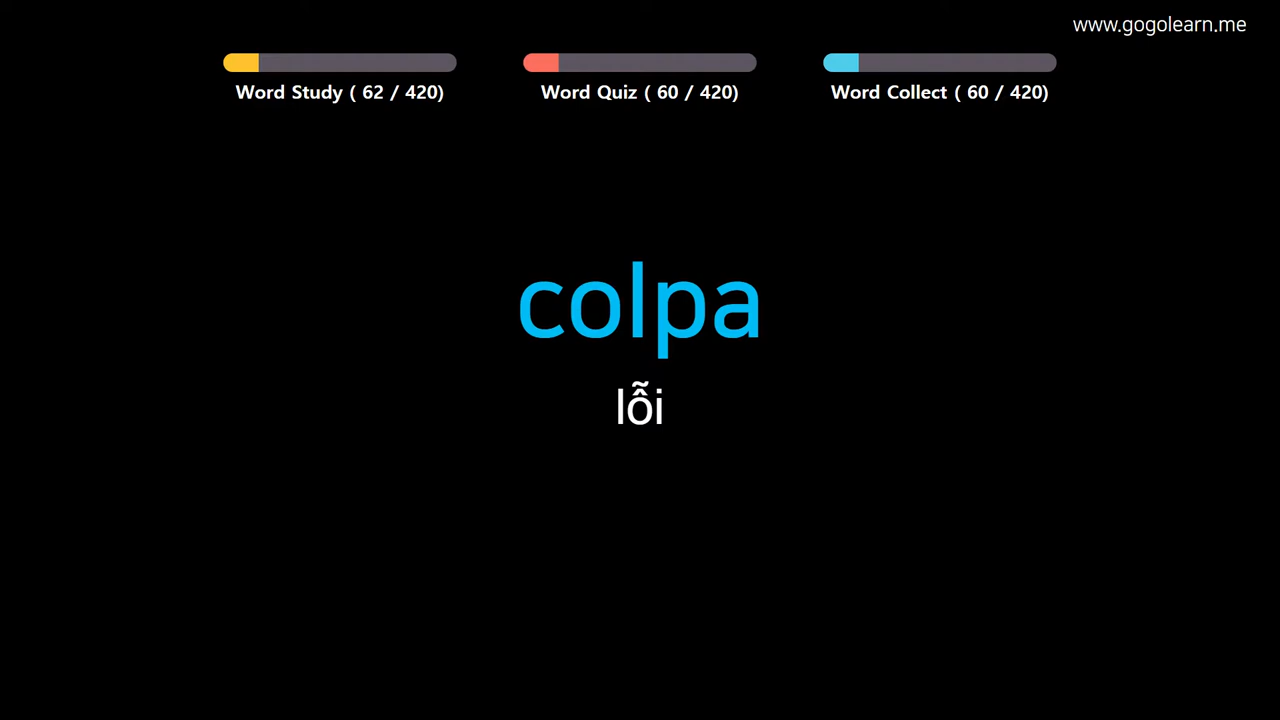 www.gogolearn.me
Word Study ( 62 / 420)
Word Quiz ( 60 / 420)
Word Collect ( 60 / 420)
colpa
lỗi